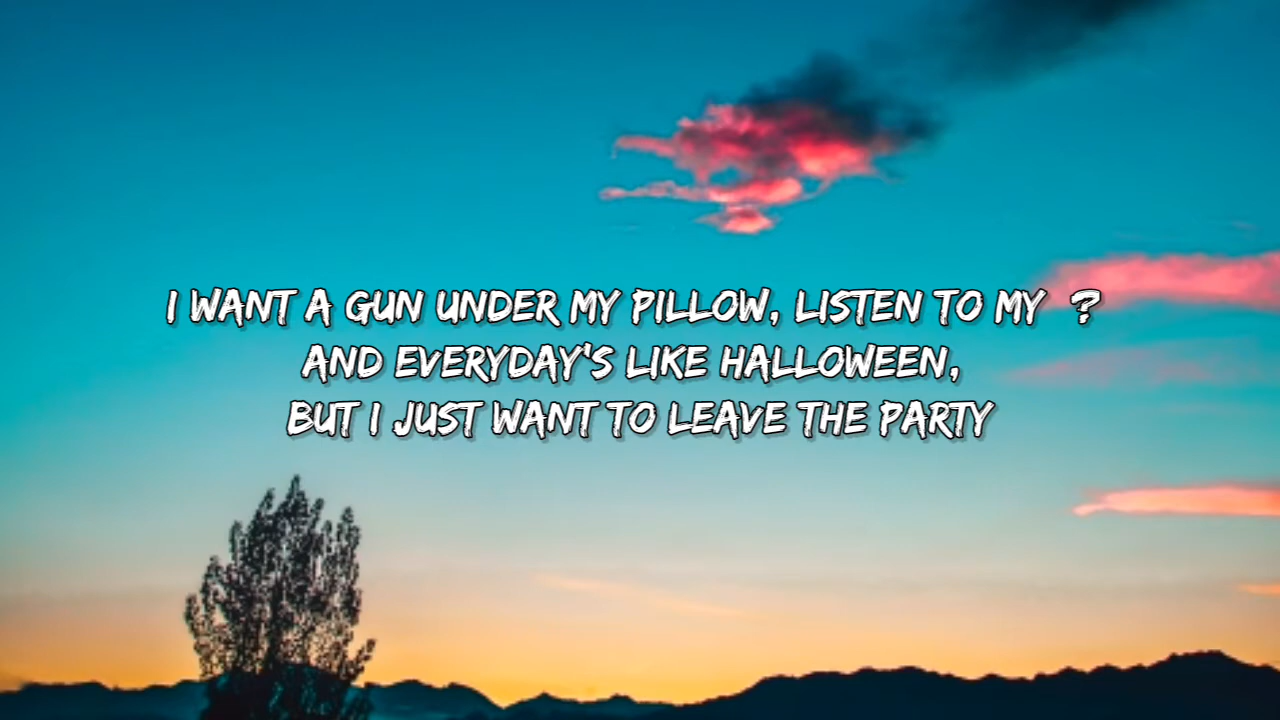 I WANT A GUN UNDER MY PILLOW, LISTEN TO MY  ?
AND EVERYDAY'S LIKE HALLOWEEN,
BUT I JUST WANT TO LEAVE THE PARTY